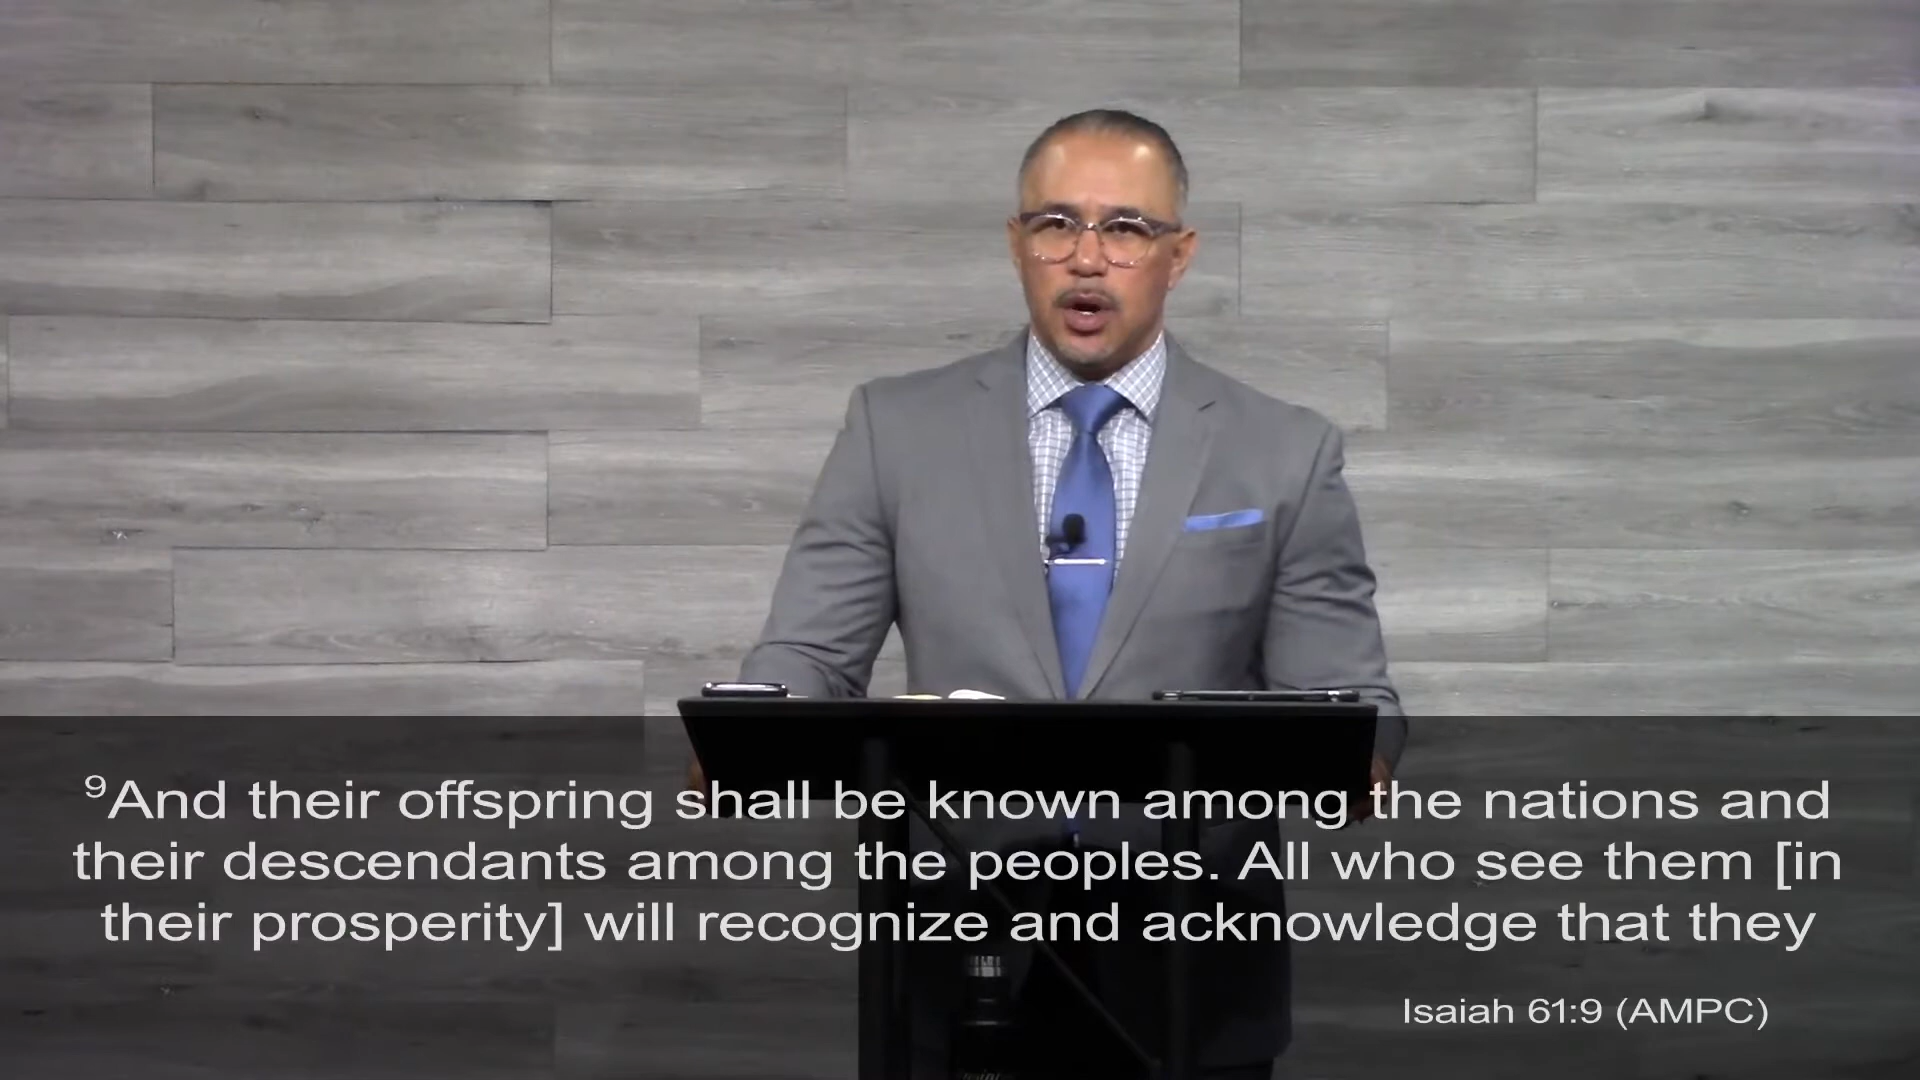 ⁹And their offspring shall be known among the nations and
their descendants among the peoples. All who see them [in
their prosperity] will recognize and acknowledge that they
Isaiah 61:9 (AMPC)